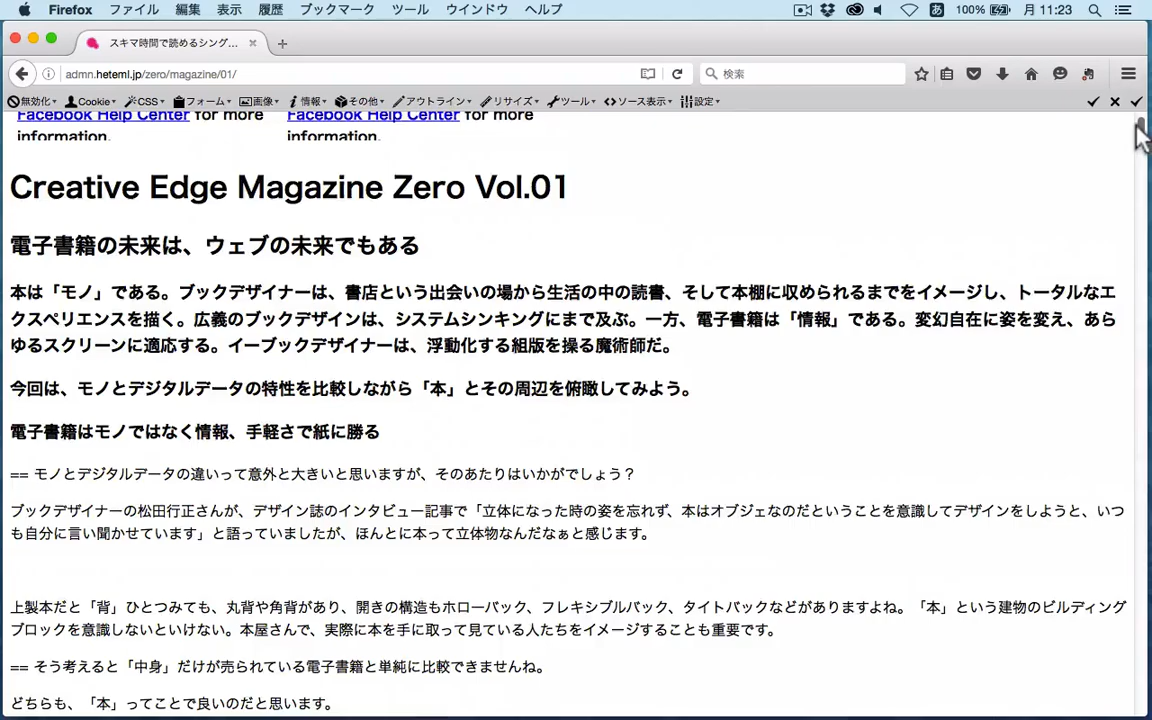 Firefox ファイル 編集 表示 履歴 ブックマーク ツール ウインドウ ヘルプ あ 100% 月 11:23
スキマ時間で読めるシング...
admn.heteml.jp/zero/magazine/01/ 検索
無効化 Cookie CSS フォーム 画像 情報 その他 アウトライン リサイズ ツール ソース表示 設定
Facebook Help Center for more Facebook Help Center for more
information. information.
Creative Edge Magazine Zero Vol.01
電子書籍の未来は、ウェブの未来でもある
本は「モノ」である。ブックデザイナーは、書店という出会いの場から生活の中の読書、そして本棚に収められるまでをイメージし、トータルなエ
クスペリエンスを描く。広義のブックデザインは、システムシンキングにまで及ぶ。一方、電子書籍は「情報」である。変幻自在に姿を変え、あら
ゆるスクリーンに適応する。イーブックデザイナーは、浮動化する組版を操る魔術師だ。
今回は、モノとデジタルデータの特性を比較しながら「本」とその周辺を俯瞰してみよう。
電子書籍はモノではなく情報、手軽さで紙に勝る
== モノとデジタルデータの違いって意外と大きいと思いますが、そのあたりはいかがでしょう？
ブックデザイナーの松田行正さんが、デザイン誌のインタビュー記事で「立体になった時の姿を忘れず、本はオブジェなのだということを意識してデザインをしようと、いつ
も自分に言い聞かせています」と語っていましたが、ほんとに本って立体物なんだなぁと感じます。
上製本だと「背」ひとつみても、丸背や角背があり、開きの構造もホローバック、フレキシブルバック、タイトバックなどがありますよね。「本」という建物のビルディング
ブロックを意識しないといけない。本屋さんで、実際に本を手に取って見ている人たちをイメージすることも重要です。
== そう考えると「中身」だけが売られている電子書籍と単純に比較できませんね。
どちらも、「本」ってことで良いのだと思います。